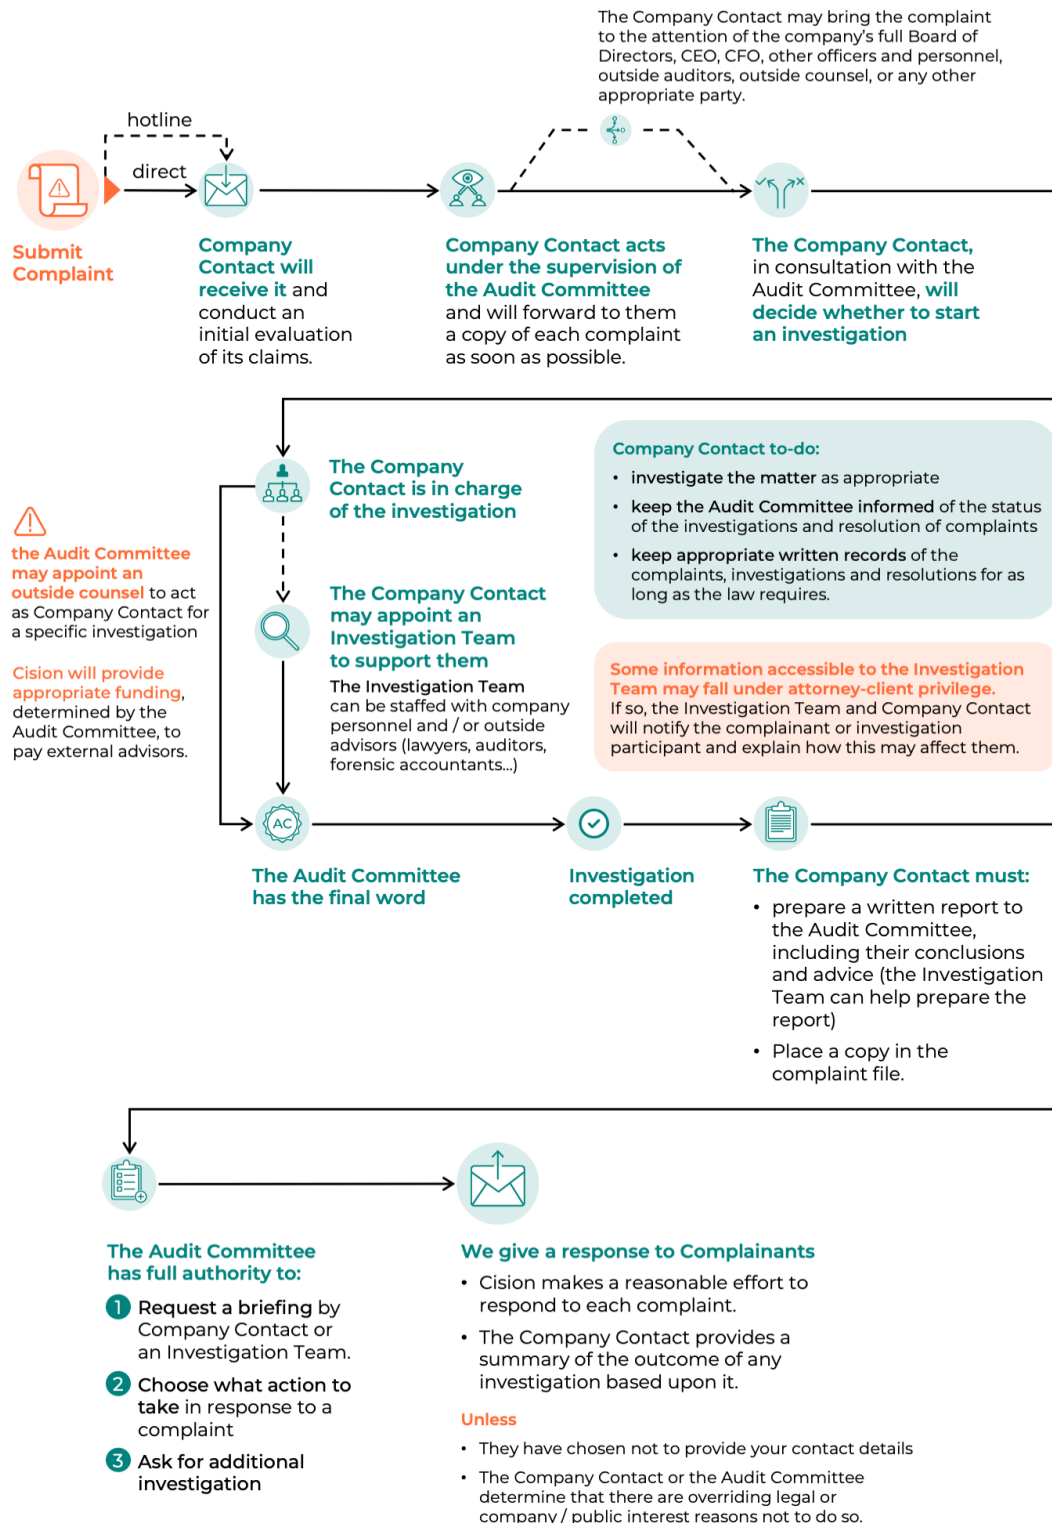 The Company Contact may bring the complaint
to the attention of the company's full Board of
Directors, CEO, CFO, other officers and personnel,
outside auditors, outside counsel, or any other
appropriate party.
hotline
direct
Submit
Complaint
Company
Contact will
receive it and
conduct an
initial evaluation
of its claims.
Company Contact acts
under the supervision of
the Audit Committee
and will forward to them
a copy of each complaint
as soon as possible.
The Company Contact,
in consultation with the
Audit Committee, will
decide whether to start
an investigation
The Company
Contact is in charge
of the investigation
Company Contact to-do:
• investigate the matter as appropriate
• keep the Audit Committee informed of the status
of the investigations and resolution of complaints
• keep appropriate written records of the
complaints, investigations and resolutions for as
long as the law requires.
the Audit Committee
may appoint an
outside counsel to act
as Company Contact for
a specific investigation
Cision will provide
appropriate funding,
determined by the
Audit Committee, to
pay external advisors.
The Company Contact
may appoint an
Investigation Team
to support them
The Investigation Team
can be staffed with company
personnel and / or outside
advisors (lawyers, auditors,
forensic accountants...)
Some information accessible to the Investigation
Team may fall under attorney-client privilege.
If so, the Investigation Team and Company Contact
will notify the complainant or investigation
participant and explain how this may affect them.
AC
The Audit Committee
has the final word
Investigation
completed
The Company Contact must:
• prepare a written report to
the Audit Committee,
including their conclusions
and advice (the Investigation
Team can help prepare the
report)
• Place a copy in the
complaint file.
The Audit Committee
has full authority to:
1 Request a briefing by
Company Contact or
an Investigation Team.
2 Choose what action to
take in response to a
complaint
3 Ask for additional
investigation
We give a response to Complainants
• Cision makes a reasonable effort to
respond to each complaint.
• The Company Contact provides a
summary of the outcome of any
investigation based upon it.
Unless
• They have chosen not to provide your contact details
• The Company Contact or the Audit Committee
determine that there are overriding legal or
company / public interest reasons not to do so.